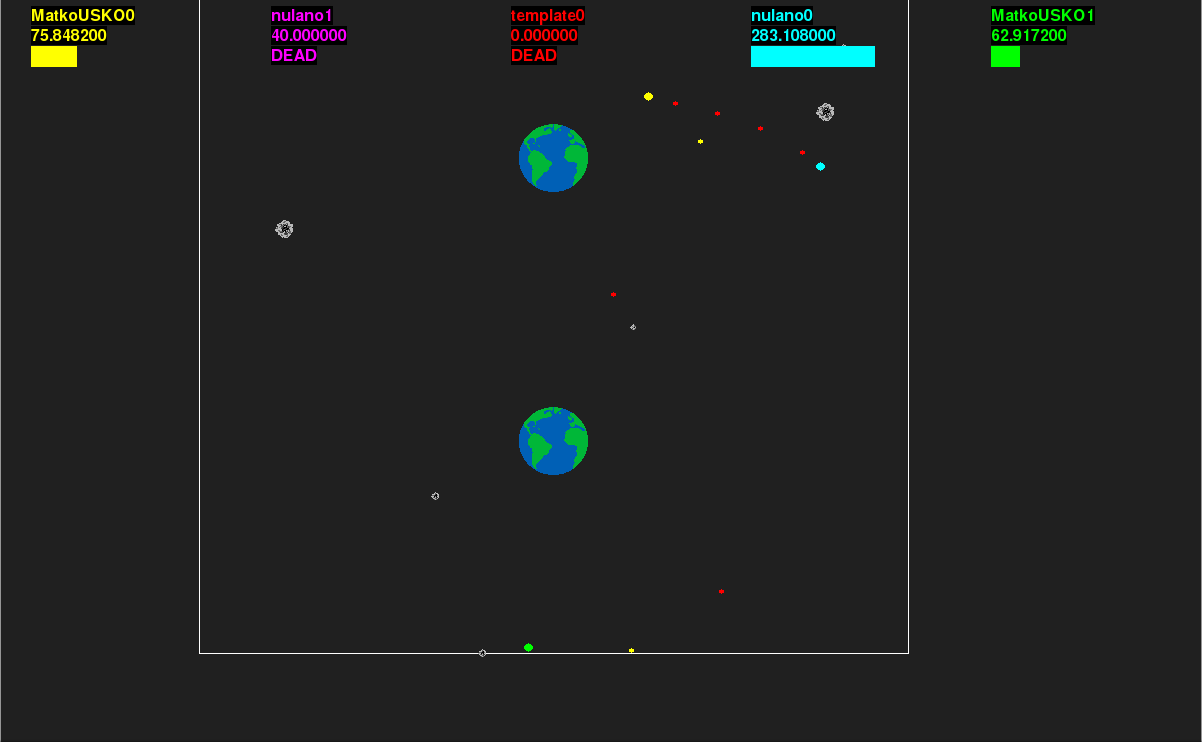 MatkoUSKO0
75.848200
nulano1
40.000000
DEAD
template0
0.000000
DEAD
nulano0
283.108000
MatkoUSKO1
62.917200